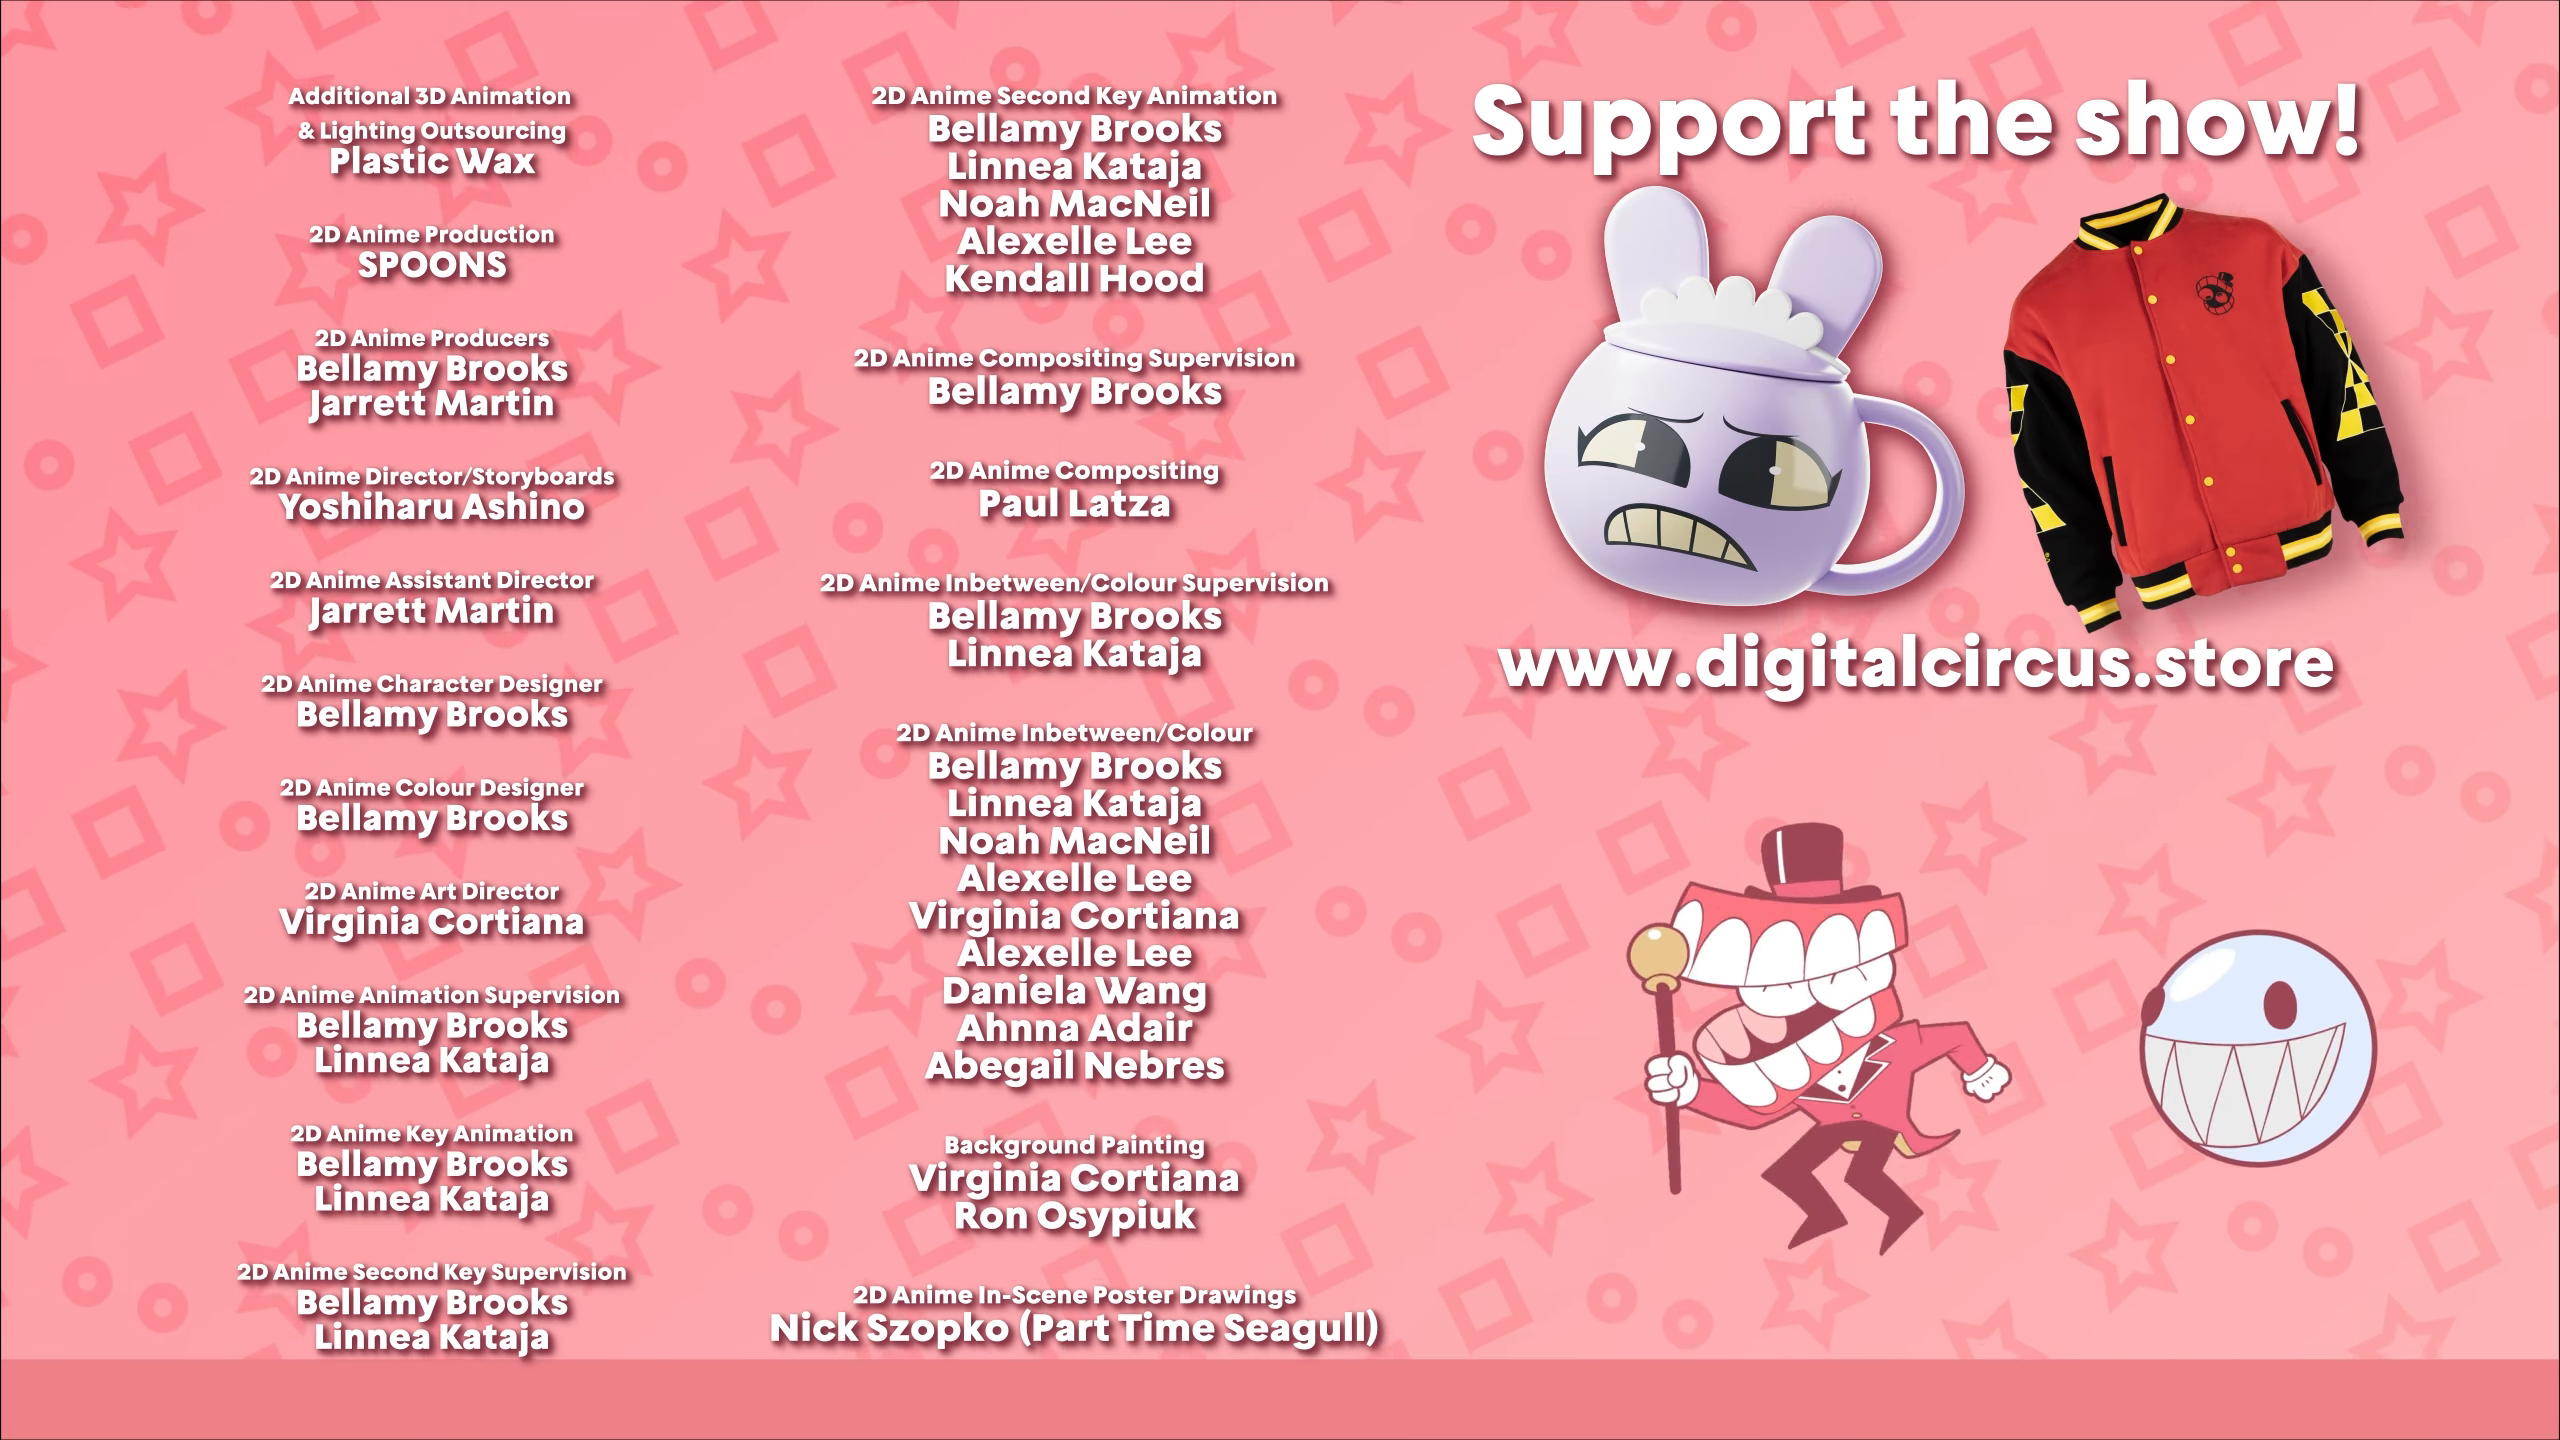 Additional 3D Animation
& Lighting Outsourcing
Plastic Wax
2D Anime Production
SPOONS
2D Anime Producers
Bellamy Brooks
Jarrett Martin
2D Anime Director/Storyboards
Yoshiharu Ashino
2D Anime Assistant Director
Jarrett Martin
2D Anime Character Designer
Bellamy Brooks
2D Anime Colour Designer
Bellamy Brooks
2D Anime Art Director
Virginia Cortiana
2D Anime Animation Supervision
Bellamy Brooks
Linnea Kataja
2D Anime Key Animation
Bellamy Brooks
Linnea Kataja
2D Anime Second Key Supervision
Bellamy Brooks
Linnea Kataja
2D Anime Second Key Animation
Bellamy Brooks
Linnea Kataja
Noah MacNeil
Alexelle Lee
Kendall Hood
2D Anime Compositing Supervision
Bellamy Brooks
2D Anime Compositing
Paul Latza
2D Anime Inbetween/Colour Supervision
Bellamy Brooks
Linnea Kataja
2D Anime Inbetween/Colour
Bellamy Brooks
Linnea Kataja
Noah MacNeil
Alexelle Lee
Virginia Cortiana
Alexelle Lee
Daniela Wang
Ahnna Adair
Abegail Nebres
Background Painting
Virginia Cortiana
Ron Osypiuk
2D Anime In-Scene Poster Drawings
Nick Szopko (Part Time Seagull)
Support the show!
www.digitalcircus.store